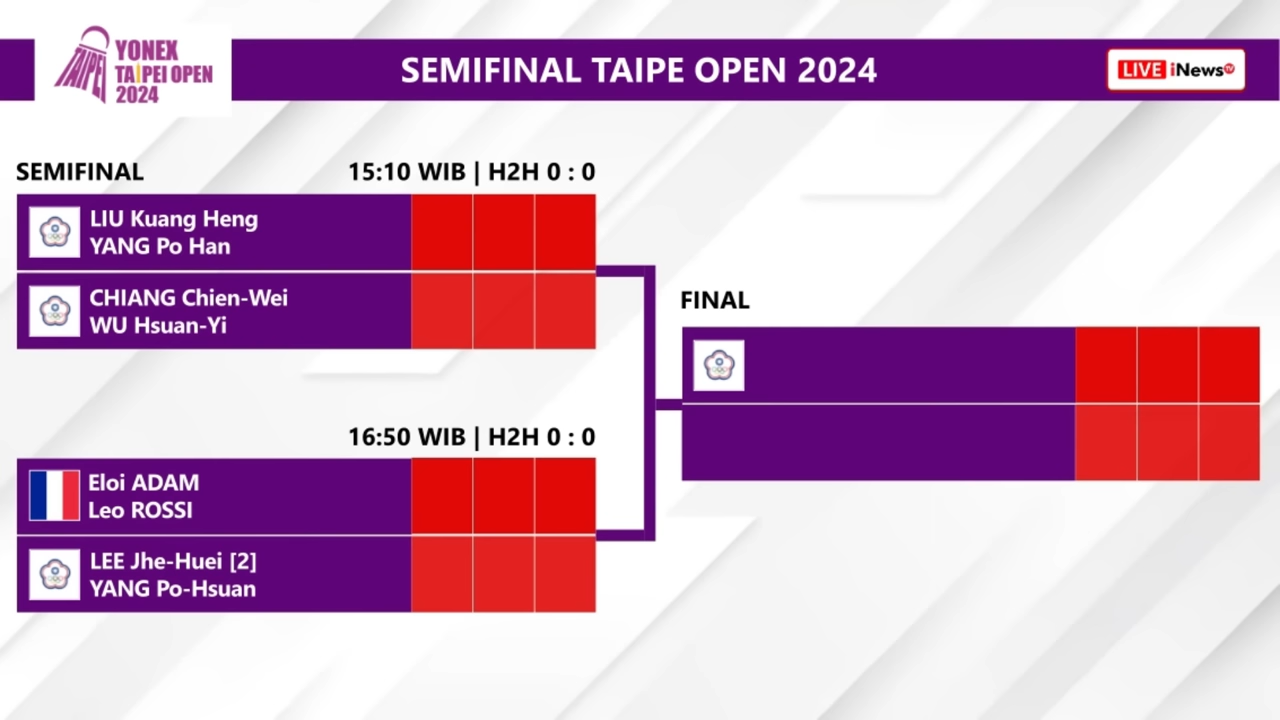 YONEX
TAIPEI OPEN
2024
TAIPEI
SEMIFINAL TAIPE OPEN 2024
LIVE iNews TV
SEMIFINAL
15:10 WIB | H2H 0 : 0
LIU Kuang Heng
YANG Po Han
CHIANG Chien-Wei
WU Hsuan-Yi
16:50 WIB | H2H 0 : 0
Eloi ADAM
Leo ROSSI
LEE Jhe-Huei [2]
YANG Po-Hsuan
FINAL